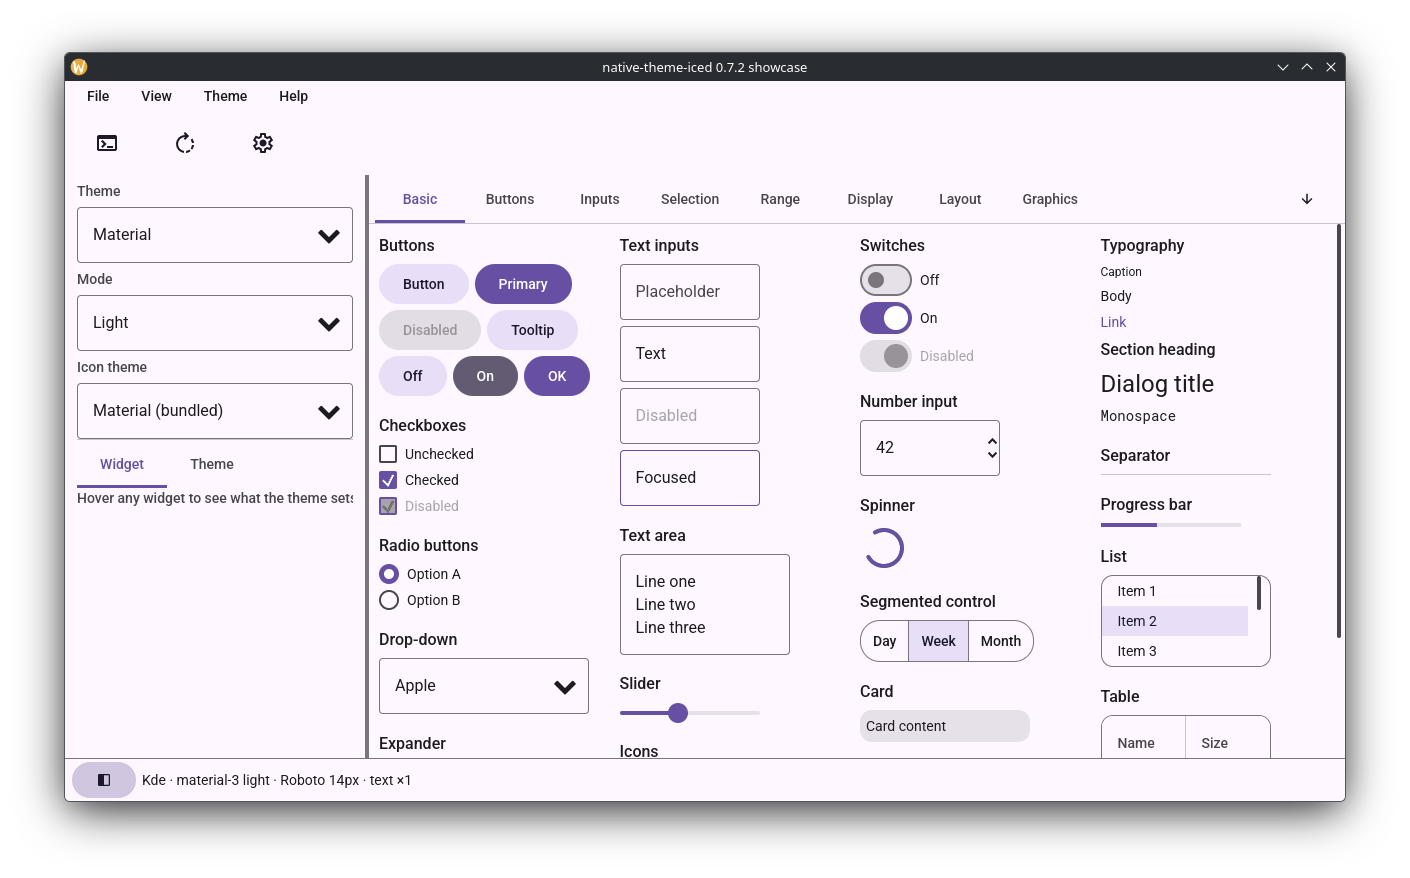 native-theme-iced 0.7.2 showcase
File View Theme Help
Theme
Material
Mode
Light
Icon theme
Material (bundled)
Widget Theme
Hover any widget to see what the theme sets
Basic Buttons Inputs Selection Range Display Layout Graphics
Buttons
Button Primary
Disabled Tooltip
Off On OK
Checkboxes
Unchecked
Checked
Disabled
Radio buttons
Option A
Option B
Drop-down
Apple
Expander
Text inputs
Placeholder
Text
Disabled
Focused
Text area
Line one
Line two
Line three
Slider
Icons
Switches
Off
On
Disabled
Number input
42
Spinner
Segmented control
Day Week Month
Card
Card content
Typography
Caption
Body
Link
Section heading
Dialog title
Monospace
Separator
Progress bar
List
Item 1
Item 2
Item 3
Table
Name Size
Kde · material-3 light · Roboto 14px · text ×1